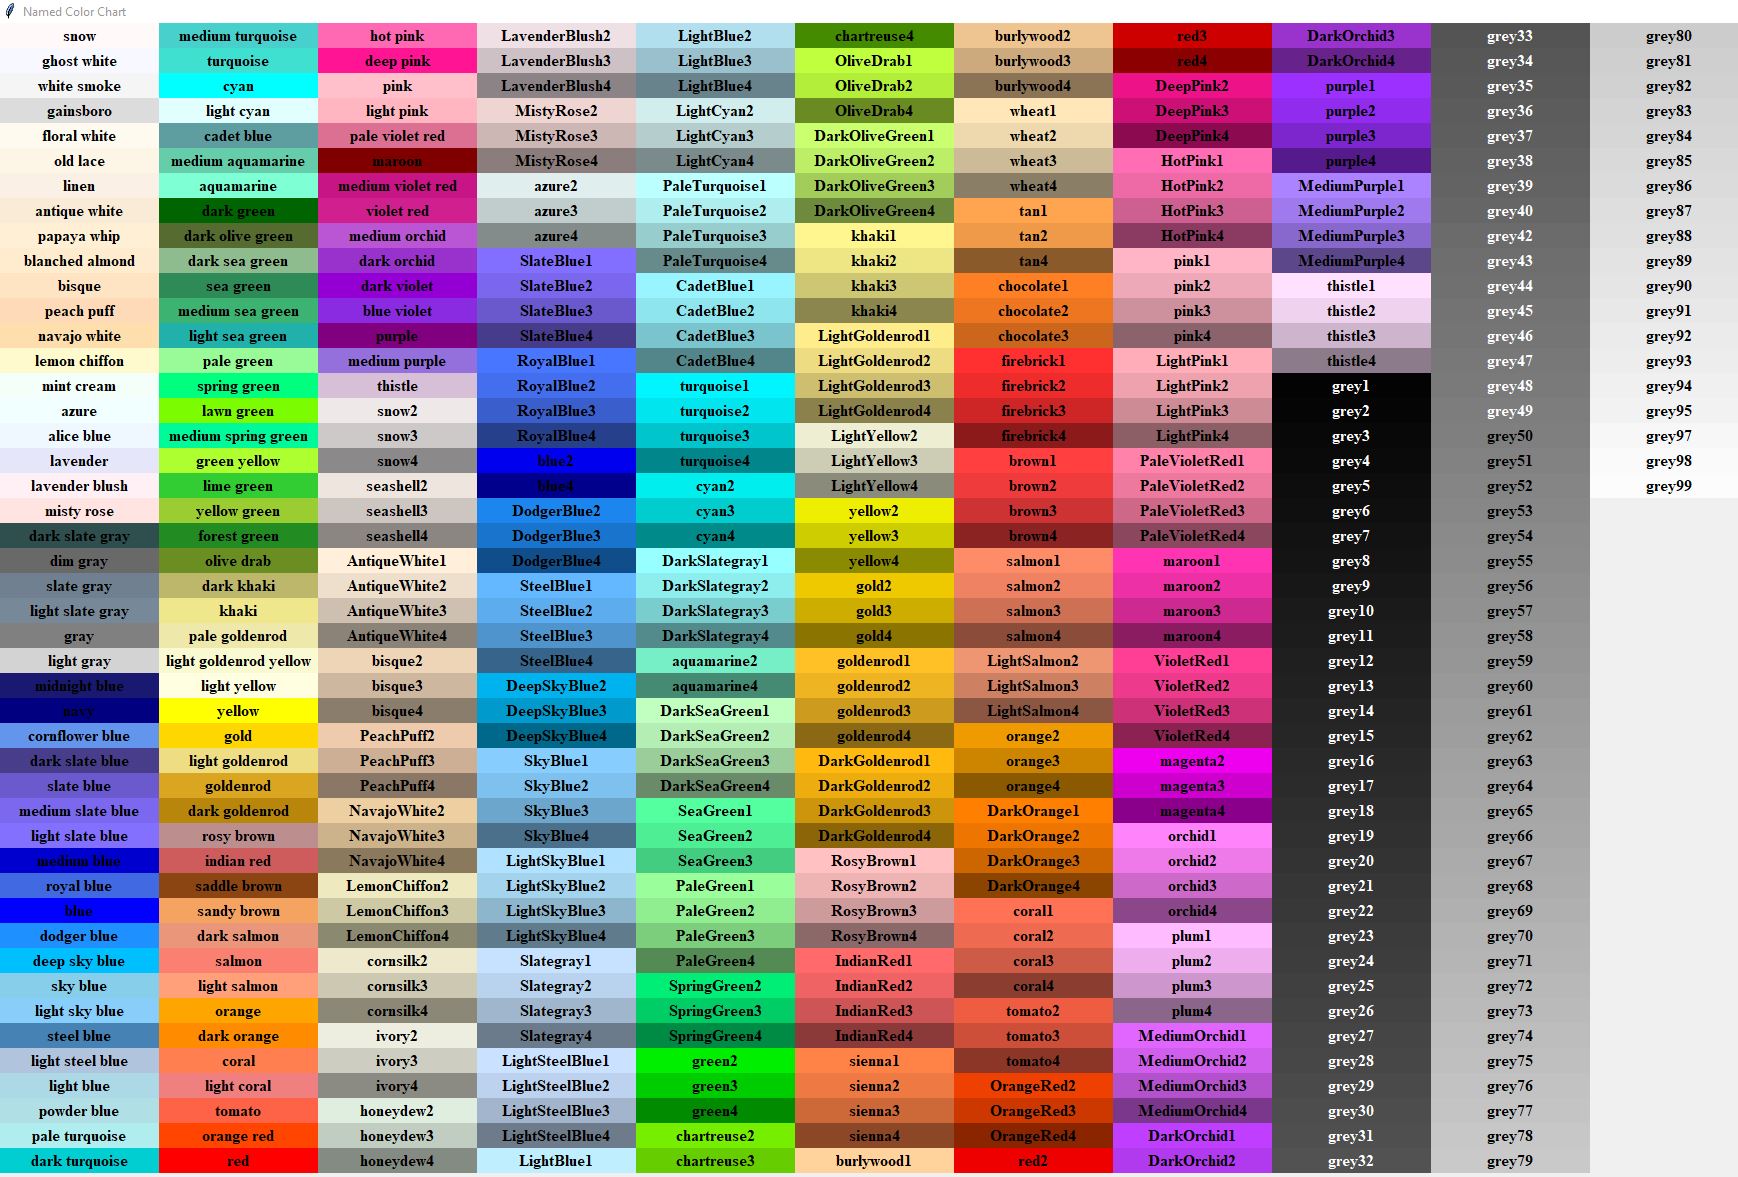 Named Color Chart
snow
ghost white
white smoke
gainsboro
floral white
old lace
linen
antique white
papaya whip
blanched almond
bisque
peach puff
navajo white
lemon chiffon
mint cream
azure
alice blue
lavender
lavender blush
misty rose
dark slate gray
dim gray
slate gray
light slate gray
gray
light gray
midnight blue
navy
cornflower blue
dark slate blue
slate blue
medium slate blue
light slate blue
medium blue
royal blue
blue
dodger blue
deep sky blue
sky blue
light sky blue
steel blue
light steel blue
light blue
powder blue
pale turquoise
dark turquoise
medium turquoise
turquoise
cyan
light cyan
cadet blue
medium aquamarine
aquamarine
dark green
dark olive green
dark sea green
sea green
medium sea green
light sea green
pale green
spring green
lawn green
medium spring green
green yellow
lime green
yellow green
forest green
olive drab
dark khaki
khaki
pale goldenrod
light goldenrod yellow
light yellow
yellow
gold
light goldenrod
goldenrod
dark goldenrod
rosy brown
indian red
saddle brown
sandy brown
dark salmon
salmon
light salmon
orange
dark orange
coral
light coral
tomato
orange red
red
hot pink
deep pink
pink
light pink
pale violet red
maroon
medium violet red
violet red
medium orchid
dark orchid
dark violet
blue violet
purple
medium purple
thistle
snow2
snow3
snow4
seashell2
seashell3
seashell4
AntiqueWhite1
AntiqueWhite2
AntiqueWhite3
AntiqueWhite4
bisque2
bisque3
bisque4
PeachPuff2
PeachPuff3
PeachPuff4
NavajoWhite2
NavajoWhite3
NavajoWhite4
LemonChiffon2
LemonChiffon3
LemonChiffon4
cornsilk2
cornsilk3
cornsilk4
ivory2
ivory3
ivory4
honeydew2
honeydew3
honeydew4
LavenderBlush2
LavenderBlush3
LavenderBlush4
MistyRose2
MistyRose3
MistyRose4
azure2
azure3
azure4
SlateBlue1
SlateBlue2
SlateBlue3
SlateBlue4
RoyalBlue1
RoyalBlue2
RoyalBlue3
RoyalBlue4
blue2
blue4
DodgerBlue2
DodgerBlue3
DodgerBlue4
SteelBlue1
SteelBlue2
SteelBlue3
SteelBlue4
DeepSkyBlue2
DeepSkyBlue3
DeepSkyBlue4
SkyBlue1
SkyBlue2
SkyBlue3
SkyBlue4
LightSkyBlue1
LightSkyBlue2
LightSkyBlue3
LightSkyBlue4
Slategray1
Slategray2
Slategray3
Slategray4
LightSteelBlue1
LightSteelBlue2
LightSteelBlue3
LightSteelBlue4
LightBlue1
LightBlue2
LightBlue3
LightBlue4
LightCyan2
LightCyan3
LightCyan4
PaleTurquoise1
PaleTurquoise2
PaleTurquoise3
PaleTurquoise4
CadetBlue1
CadetBlue2
CadetBlue3
CadetBlue4
turquoise1
turquoise2
turquoise3
turquoise4
cyan2
cyan3
cyan4
DarkSlategray1
DarkSlategray2
DarkSlategray3
DarkSlategray4
aquamarine2
aquamarine4
DarkSeaGreen1
DarkSeaGreen2
DarkSeaGreen3
DarkSeaGreen4
SeaGreen1
SeaGreen2
SeaGreen3
PaleGreen1
PaleGreen2
PaleGreen3
PaleGreen4
SpringGreen2
SpringGreen3
SpringGreen4
green2
green3
green4
chartreuse2
chartreuse3
chartreuse4
OliveDrab1
OliveDrab2
OliveDrab4
DarkOliveGreen1
DarkOliveGreen2
DarkOliveGreen3
DarkOliveGreen4
khaki1
khaki2
khaki3
khaki4
LightGoldenrod1
LightGoldenrod2
LightGoldenrod3
LightGoldenrod4
LightYellow2
LightYellow3
LightYellow4
yellow2
yellow3
yellow4
gold2
gold3
gold4
goldenrod1
goldenrod2
goldenrod3
goldenrod4
DarkGoldenrod1
DarkGoldenrod2
DarkGoldenrod3
DarkGoldenrod4
RosyBrown1
RosyBrown2
RosyBrown3
RosyBrown4
IndianRed1
IndianRed2
IndianRed3
IndianRed4
sienna1
sienna2
sienna3
sienna4
burlywood1
burlywood2
burlywood3
burlywood4
wheat1
wheat2
wheat3
wheat4
tan1
tan2
tan4
chocolate1
chocolate2
chocolate3
firebrick1
firebrick2
firebrick3
firebrick4
brown1
brown2
brown3
brown4
salmon1
salmon2
salmon3
salmon4
LightSalmon2
LightSalmon3
LightSalmon4
orange2
orange3
orange4
DarkOrange1
DarkOrange2
DarkOrange3
DarkOrange4
coral1
coral2
coral3
coral4
tomato2
tomato3
tomato4
OrangeRed2
OrangeRed3
OrangeRed4
red2
red3
red4
DeepPink2
DeepPink3
DeepPink4
HotPink1
HotPink2
HotPink3
HotPink4
pink1
pink2
pink3
pink4
LightPink1
LightPink2
LightPink3
LightPink4
PaleVioletRed1
PaleVioletRed2
PaleVioletRed3
PaleVioletRed4
maroon1
maroon2
maroon3
maroon4
VioletRed1
VioletRed2
VioletRed3
VioletRed4
magenta2
magenta3
magenta4
orchid1
orchid2
orchid3
orchid4
plum1
plum2
plum3
plum4
MediumOrchid1
MediumOrchid2
MediumOrchid3
MediumOrchid4
DarkOrchid1
DarkOrchid2
DarkOrchid3
DarkOrchid4
purple1
purple2
purple3
purple4
MediumPurple1
MediumPurple2
MediumPurple3
MediumPurple4
thistle1
thistle2
thistle3
thistle4
grey1
grey2
grey3
grey4
grey5
grey6
grey7
grey8
grey9
grey10
grey11
grey12
grey13
grey14
grey15
grey16
grey17
grey18
grey19
grey20
grey21
grey22
grey23
grey24
grey25
grey26
grey27
grey28
grey29
grey30
grey31
grey32
grey33
grey34
grey35
grey36
grey37
grey38
grey39
grey40
grey42
grey43
grey44
grey45
grey46
grey47
grey48
grey49
grey50
grey51
grey52
grey53
grey54
grey55
grey56
grey57
grey58
grey59
grey60
grey61
grey62
grey63
grey64
grey65
grey66
grey67
grey68
grey69
grey70
grey71
grey72
grey73
grey74
grey75
grey76
grey77
grey78
grey79
grey80
grey81
grey82
grey83
grey84
grey85
grey86
grey87
grey88
grey89
grey90
grey91
grey92
grey93
grey94
grey95
grey97
grey98
grey99